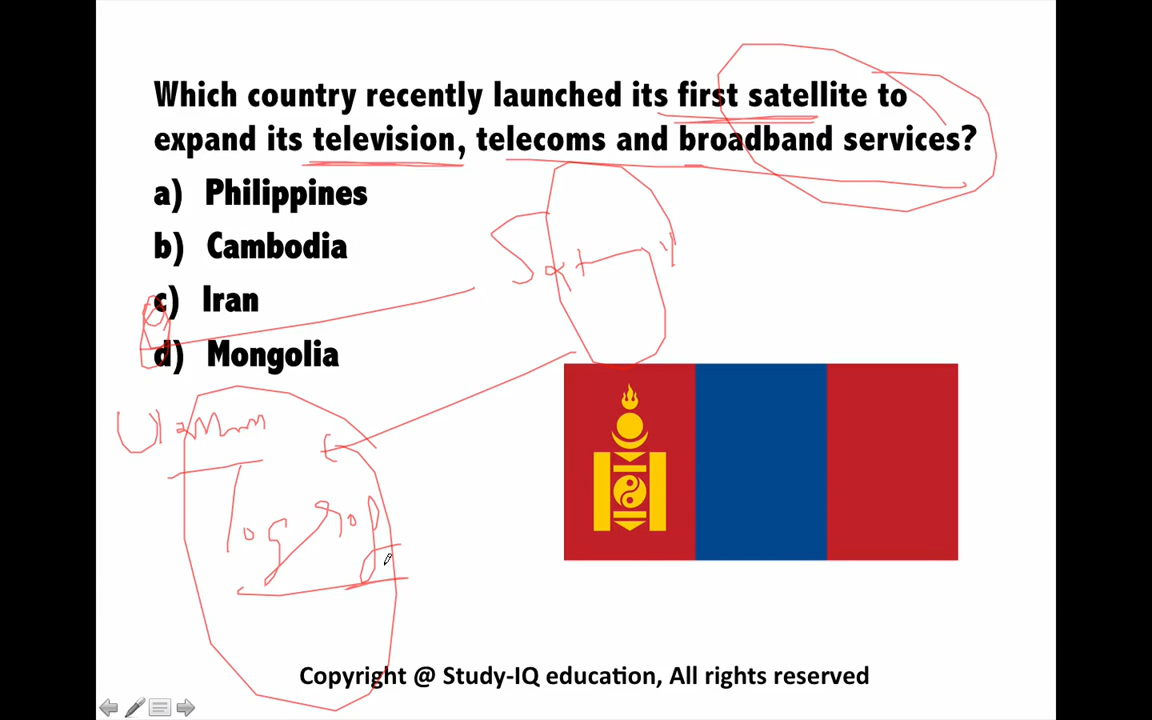 Which country recently launched its first satellite to
expand its television, telecoms and broadband services?
a) Philippines
b) Cambodia
c) Iran
d) Mongolia
Copyright @ Study-IQ education, All rights reserved